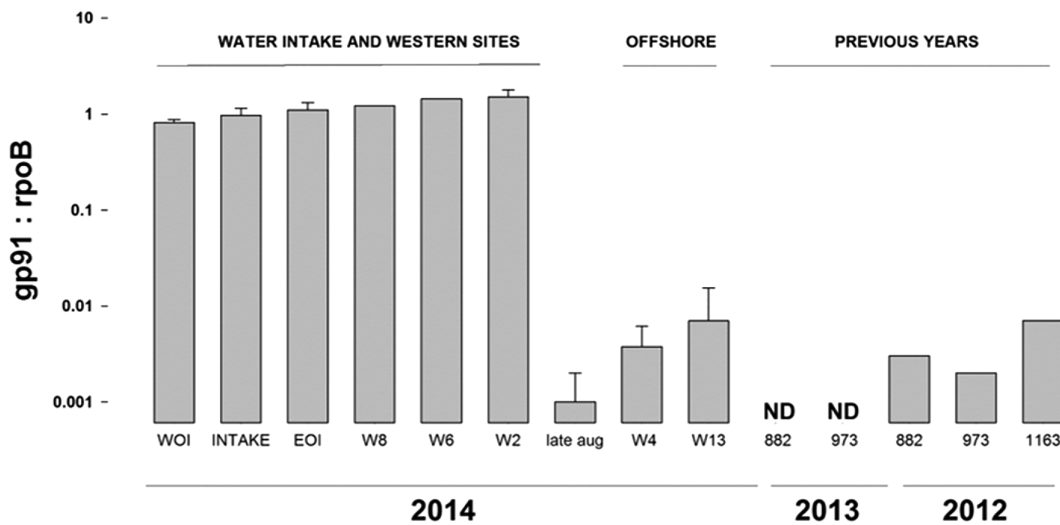 10
WATER INTAKE AND WESTERN SITES OFFSHORE PREVIOUS YEARS
1
0.1
0.01
0.001
gp91 : rpoB
ND ND
WOI INTAKE EOI W8 W6 W2 late aug W4 W13 882 973 882 973 1163
2014 2013 2012